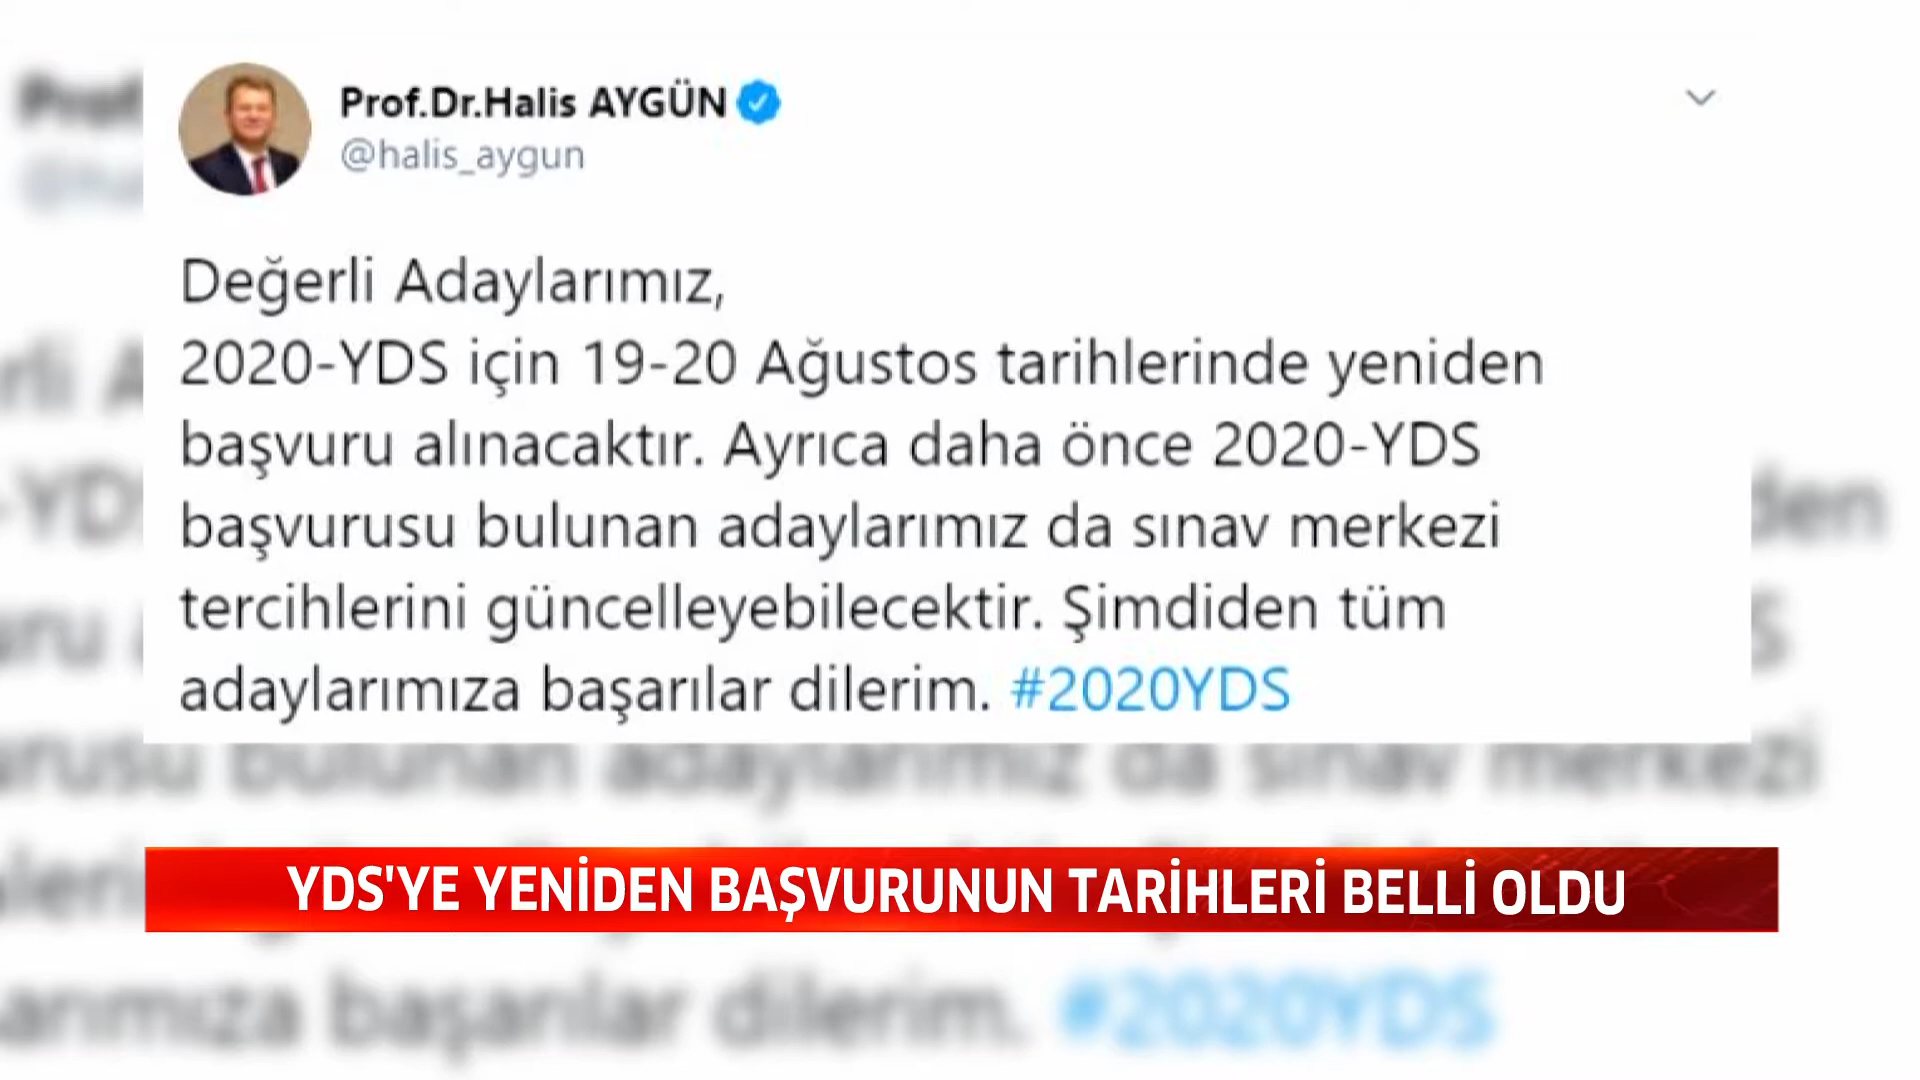 Prof.Dr.Halis AYGÜN
@halis_aygun
Değerli Adaylarımız,
2020-YDS için 19-20 Ağustos tarihlerinde yeniden
başvuru alınacaktır. Ayrıca daha önce 2020-YDS
başvurusu bulunan adaylarımız da sınav merkezi
tercihlerini güncelleyebilecektir. Şimdiden tüm
adaylarımıza başarılar dilerim. #2020YDS
YDS'YE YENİDEN BAŞVURUNUN TARİHLERİ BELLİ OLDU